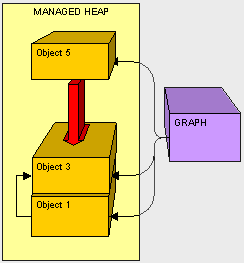 MANAGED HEAP
Object 5
GRAPH
Object 3
Object 1